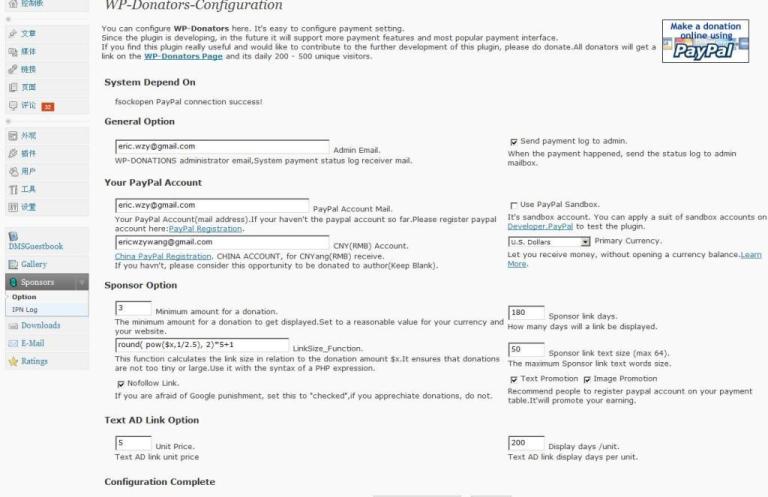 控制板
WP-Donators-Configuration
You can configure WP-Donators here. It's easy to configure payment setting.
Since the plugin is developing, in the future it will support more payment features and most popular payment interface.
If you find this plugin really useful and would like to contribute to the further development of this plugin, please do donate.All donators will get a
link on the WP-Donators Page and its daily 200 - 500 unique visitors.
Make a donation
online using
PayPal
文章
媒体
链接
页面
评论 32
外观
插件
用户
工具
设置
DMSGuestbook
Gallery
Sponsors
Option
IPN Log
Downloads
E-Mail
Ratings
System Depend On
fsockopen PayPal connection success!
General Option
eric.wzy@gmail.com Admin Email.
WP-DONATIONS administrator email,System payment status log receiver mail.
Send payment log to admin.
When the payment happened, send the status log to admin
mailbox.
Your PayPal Account
eric.wzy@gmail.com PayPal Account Mail.
Your PayPal Account(mail address).If your haven't the paypal account so far.Please register paypal
account here:PayPal Registration.
Use PayPal Sandbox.
It's sandbox account. You can apply a suit of sandbox accounts on
Developer.PayPal to test the plugin.
ericwzywang@gmail.com CNY(RMB) Account.
China PayPal Registration. CHINA ACCOUNT, for CNYang(RMB) receive.
If you havn't, please consider this opportunity to be donated to author(Keep Blank).
U.S. Dollars Primary Currency.
Let you receive money, without opening a currency balance.Learn
More.
Sponsor Option
3 Minimum amount for a donation.
The minimum amount for a donation to get displayed.Set to a reasonable value for your currency and
your website.
180 Sponsor link days.
How many days will a link be displayed.
round( pow($x,1/2.5), 2)*5+1 LinkSize_Function.
This function calculates the link size in relation to the donation amount $x.It ensures that donations
are not too tiny or large.Use it with the syntax of a PHP expression.
50 Sponsor link text size (max 64).
The maximum Sponsor link text words size.
Nofollow Link.
If you are afraid of Google punishment, set this to "checked",if you appreciate donations, do not.
Text Promotion Image Promotion
Recommend people to register paypal account on your payment
table.It'll promote your earning.
Text AD Link Option
5 Unit Price.
Text AD link unit price
200 Display days /unit.
Text AD link display days per unit.
Configuration Complete